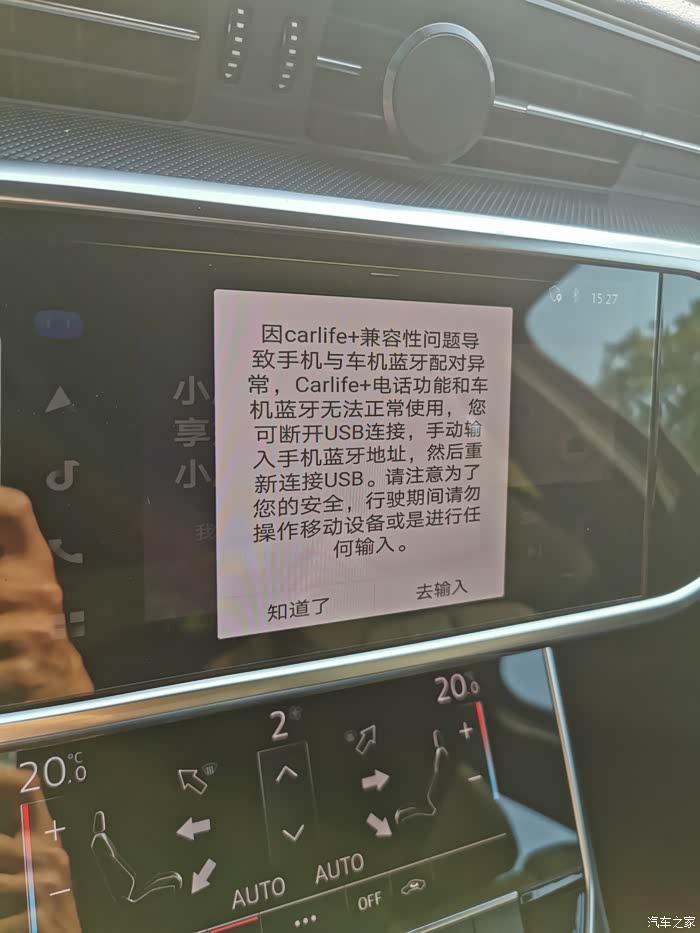 15:27
因carlife+兼容性问题导
致手机与车机蓝牙配对异
常，Carlife+电话功能和车
机蓝牙无法正常使用，您
可断开USB连接，手动输
入手机蓝牙地址，然后重
新连接USB。请注意为了
您的安全，行驶期间请勿
操作移动设备或是进行任
何输入。
知道了
去输入
小
享
小
我
20.0°C
2
20.0
AUTO
AUTO
OFF
汽车之家